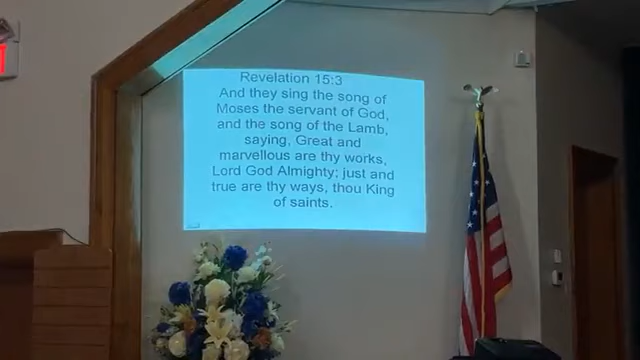 Revelation 15:3
And they sing the song of
Moses the servant of God,
and the song of the Lamb,
saying, Great and
marvellous are thy works,
Lord God Almighty; just and
true are thy ways, thou King
of saints.